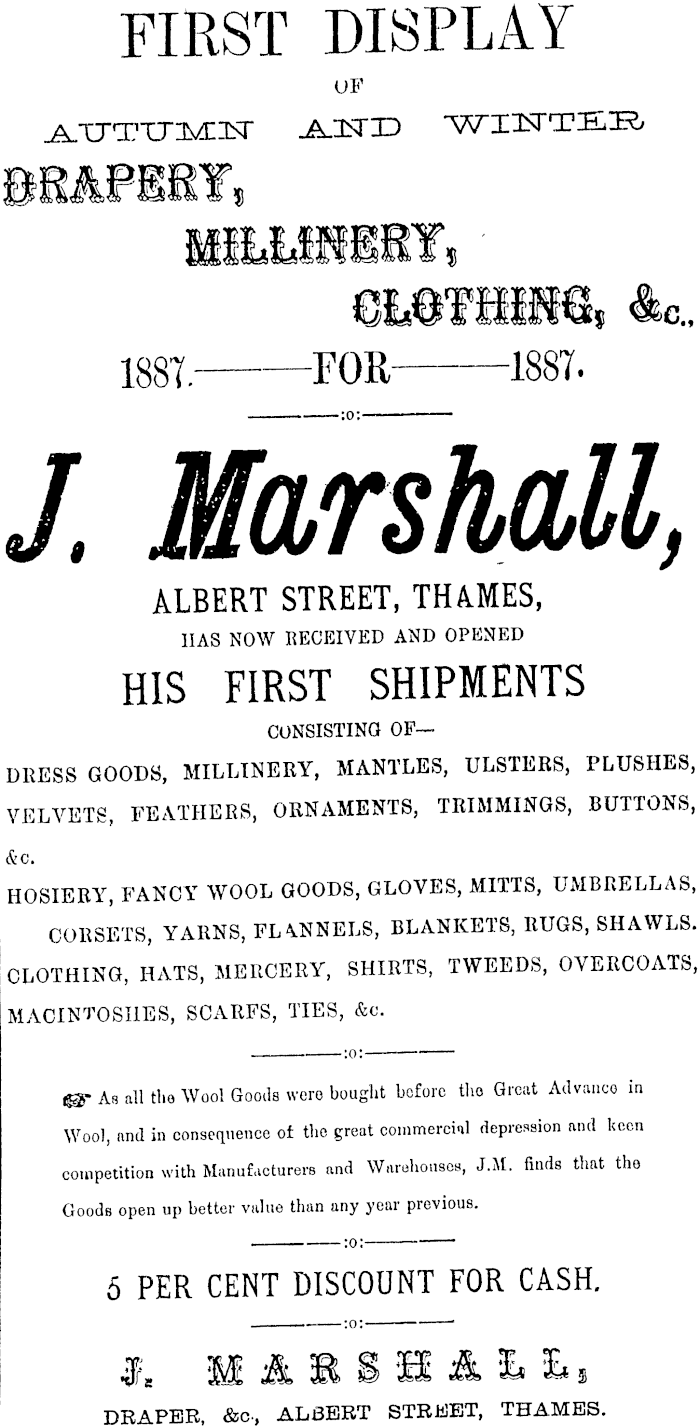 FIRST DISPLAY
OF
AUTUMN AND WINTER
DRAPERY,
MILLINERY,
CLOTHING, &c.,
1887.———FOR———1887.
———:o:———
J. Marshall,
ALBERT STREET, THAMES,
HAS NOW RECEIVED AND OPENED
HIS FIRST SHIPMENTS
CONSISTING OF—
DRESS GOODS, MILLINERY, MANTLES, ULSTERS, PLUSHES,
VELVETS, FEATHERS, ORNAMENTS, TRIMMINGS, BUTTONS,
&c.
HOSIERY, FANCY WOOL GOODS, GLOVES, MITTS, UMBRELLAS,
CORSETS, YARNS, FLANNELS, BLANKETS, RUGS, SHAWLS.
CLOTHING, HATS, MERCERY, SHIRTS, TWEEDS, OVERCOATS,
MACINTOSHES, SCARFS, TIES, &c.
———:o:———
☞ As all the Wool Goods were bought before the Great Advance in
Wool, and in consequence of the great commercial depression and keen
competition with Manufacturers and Warehouses, J.M. finds that the
Goods open up better value than any year previous.
———:o:———
5 PER CENT DISCOUNT FOR CASH.
———:o:———
J. MARSHALL,
DRAPER, &c., ALBERT STREET, THAMES.